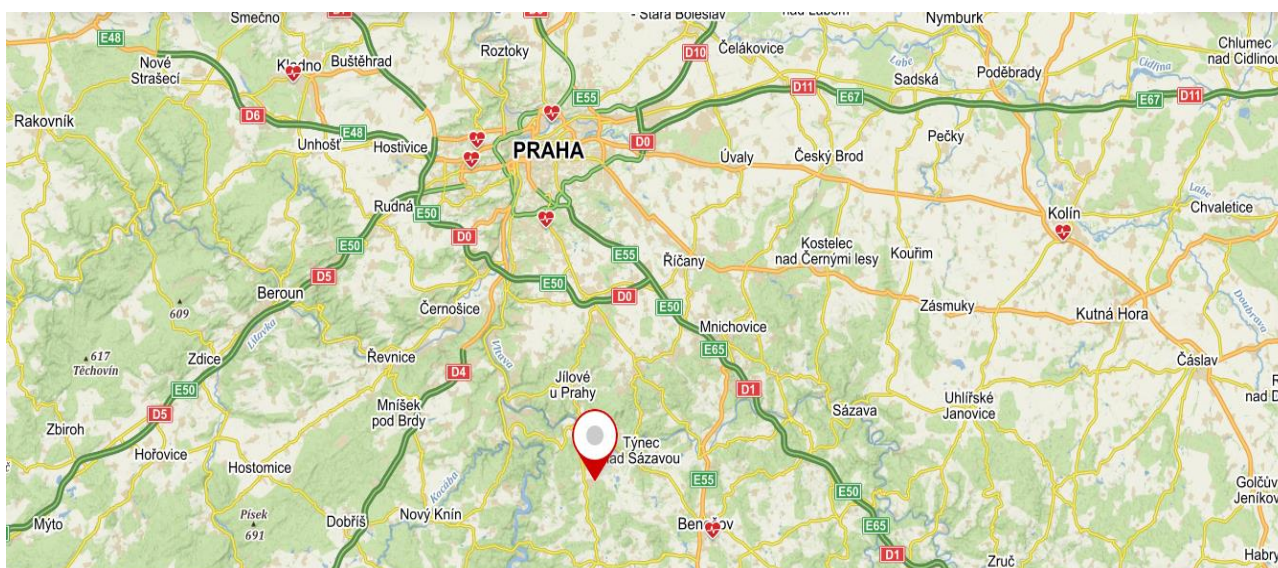 Smečno
- Stará Boleslav
Nymburk
E48
Roztoky
D10
Čelákovice
Chlumec
nad Cidlinou
Nové
Strašecí
Kladno
Buštěhrad
Labe
Sadská
Poděbrady
Cidlina
E55
D11
E67
E67
D11
Rakovník
D6
E48
Unhošť
Hostivice
PRAHA
D0
Úvaly
Český Brod
Pečky
Labe
Rudná
E50
Kolín
Chvaletice
E50
D0
E55
Říčany
Kostelec
nad Černými lesy
Kouřim
D5
E50
D0
E50
Beroun
609
Černošice
Zásmuky
Kutná Hora
Doubrava
Mnichovice
Litavka
Vltava
E65
617
Těchovín
Zdice
Řevnice
Čáslav
D4
Jílové
u Prahy
E50
D1
Uhlířské
Janovice
D5
Mníšek
pod Brdy
Sázava
Zbiroh
Týnec
nad Sázavou
Hořovice
Hostomice
Kocába
E55
E50
Golčův
Jeníkov
Mýto
Písek
691
Dobříš
Nový Knín
Benešov
E65
D1
Zruč
Habry